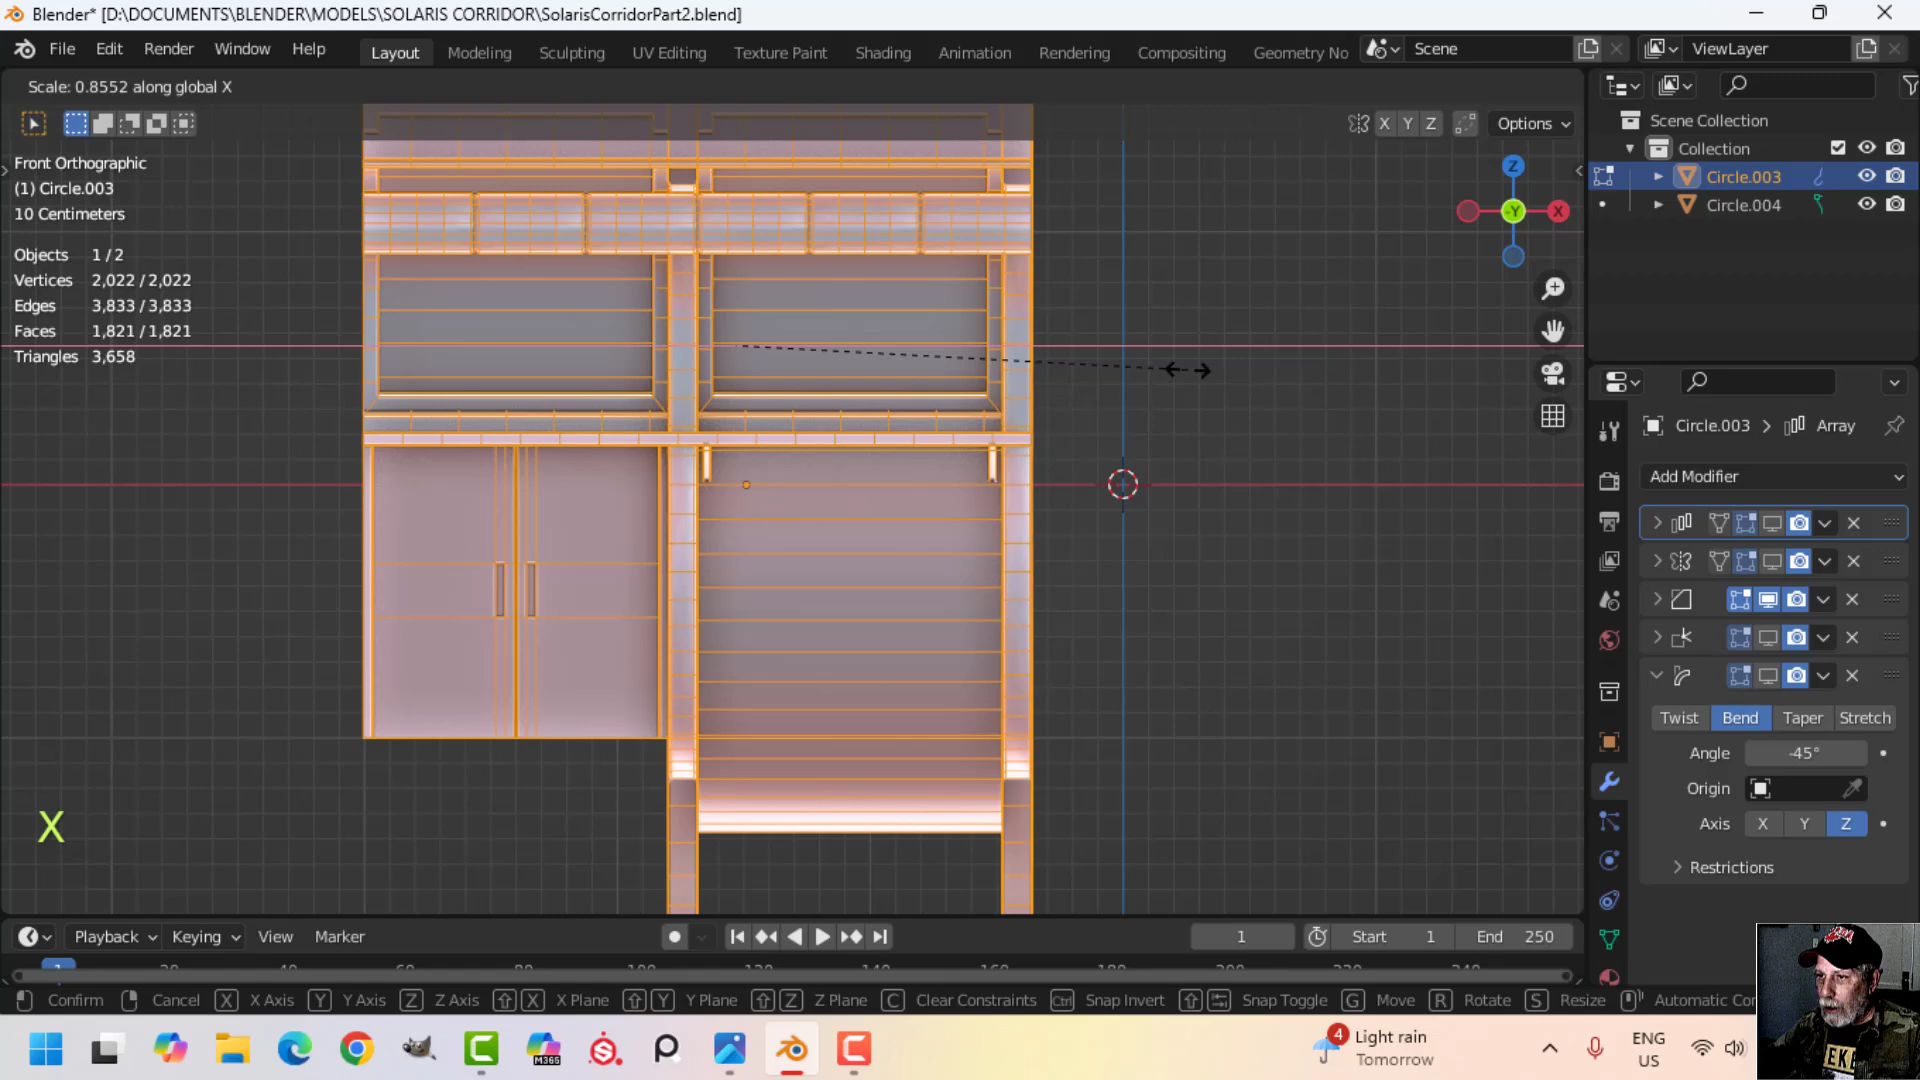 Blender* [D:\DOCUMENTS\BLENDER\MODELS\SOLARIS CORRIDOR\SolarisCorridorPart2.blend]
File Edit Render Window Help Layout Modeling Sculpting UV Editing Texture Paint Shading Animation Rendering Compositing Geometry No Scene ViewLayer
Scale: 0.8552 along global X
X Y Z Options
Front Orthographic
(1) Circle.003
10 Centimeters
Objects 1 / 2
Vertices 2,022 / 2,022
Edges 3,833 / 3,833
Faces 1,821 / 1,821
Triangles 3,658
Z
-Y
X
X
Scene Collection
Collection
Circle.003
Circle.004
Circle.003 > Array
Add Modifier
Twist Bend Taper Stretch
Angle -45°
Origin
Axis X Y Z
Restrictions
Playback Keying View Marker 1 Start 1 End 250
1
Confirm Cancel X X Axis Y Y Axis Z Z Axis X X Plane Y Y Plane Z Z Plane C Clear Constraints Ctrl Snap Invert Snap Toggle G Move R Rotate S Resize Automatic Con
M365
4
Light rain
Tomorrow
ENG
US